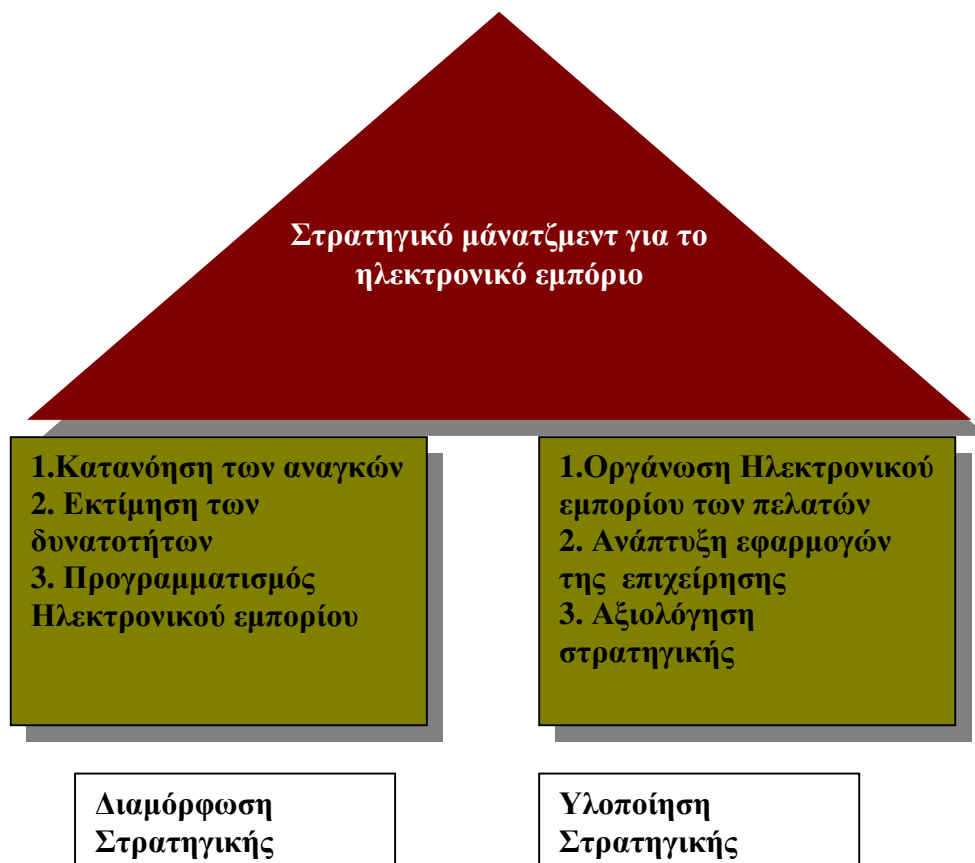 Στρατηγικό μάνατζμεντ για το
ηλεκτρονικό εμπόριο
1.Κατανόηση των αναγκών
2. Εκτίμηση των
δυνατοτήτων
3. Προγραμματισμός
Ηλεκτρονικού εμπορίου
1.Οργάνωση Ηλεκτρονικού
εμπορίου των πελατών
2. Ανάπτυξη εφαρμογών
της επιχείρησης
3. Αξιολόγηση
στρατηγικής
Διαμόρφωση
Στρατηγικής
Υλοποίηση
Στρατηγικής